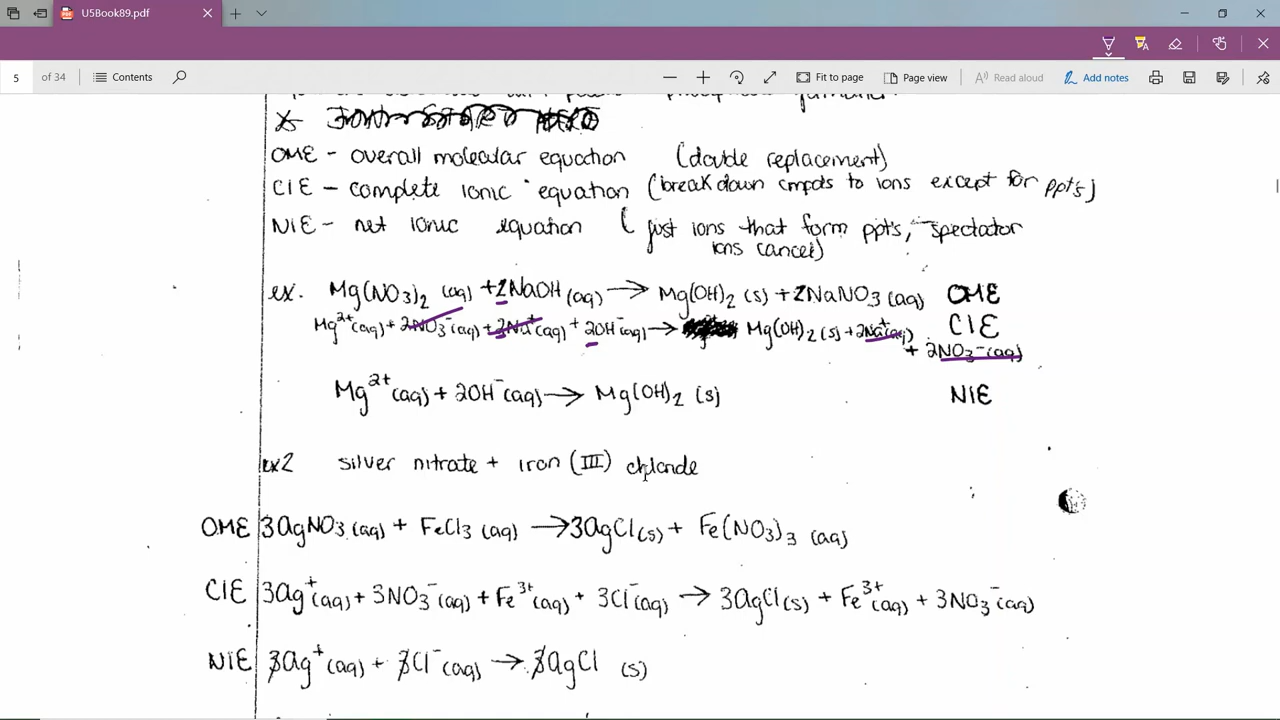 U5Book89.pdf
5 of 34 Contents Fit to page Page view Read aloud Add notes
OME - overall molecular equation (double replacement)
CIE - complete ionic equation (break down cmpds to ions except for ppt's)
NIE - net ionic equation ( just ions that form ppt's, spectator
ions cancel)
ex. Mg(NO₃)₂ (aq) + 2NaOH (aq) → Mg(OH)₂ (s) + 2NaNO₃ (aq) OME
Mg²⁺(aq) + 2NO₃⁻(aq) + 2Na⁺(aq) + 2OH⁻(aq) → Mg(OH)₂ (s) + 2Na⁺(aq) CIE
+ 2NO₃⁻(aq)
Mg²⁺(aq) + 2OH⁻(aq) → Mg(OH)₂ (s) NIE
ex2 silver nitrate + iron (III) chloride
OME 3AgNO₃ (aq) + FeCl₃ (aq) → 3AgCl(s) + Fe(NO₃)₃ (aq)
CIE 3Ag⁺(aq) + 3NO₃⁻(aq) + Fe³⁺(aq) + 3Cl⁻(aq) → 3AgCl(s) + Fe³⁺(aq) + 3NO₃⁻(aq)
NIE 3Ag⁺(aq) + 3Cl⁻(aq) → 3AgCl (s)